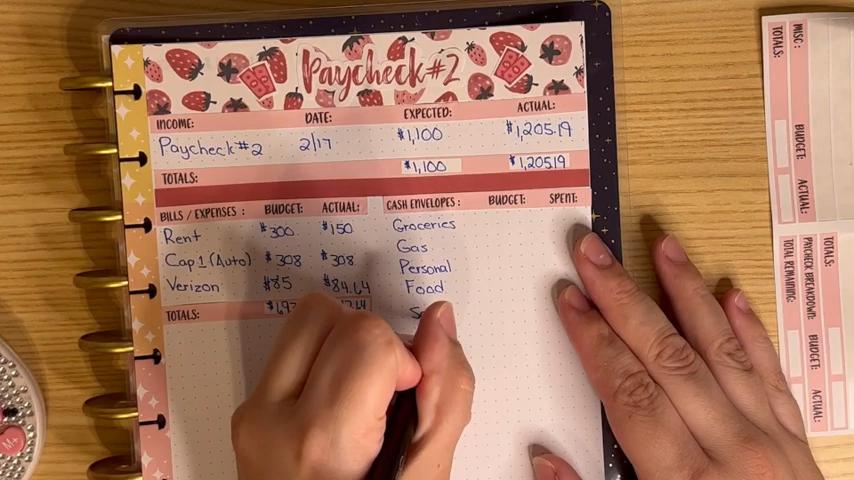 Paycheck #2
INCOME: DATE: EXPECTED: ACTUAL:
Paycheck #2 2/17 $1,100 $1,205.19
TOTALS: $1,100 $1,205.19
BILLS / EXPENSES : BUDGET: ACTUAL: CASH ENVELOPES : BUDGET: SPENT:
Rent $300 $150 Groceries
Cap 1 (Auto) $308 $308 Gas
Verizon $85 $84.64 Personal
Food
TOTALS:
MISC : BUDGET: ACTUAL:
TOTALS:
PAYCHECK BREAKDOWN: BUDGET: ACTUAL:
TOTALS:
TOTAL REMAINING:
M+